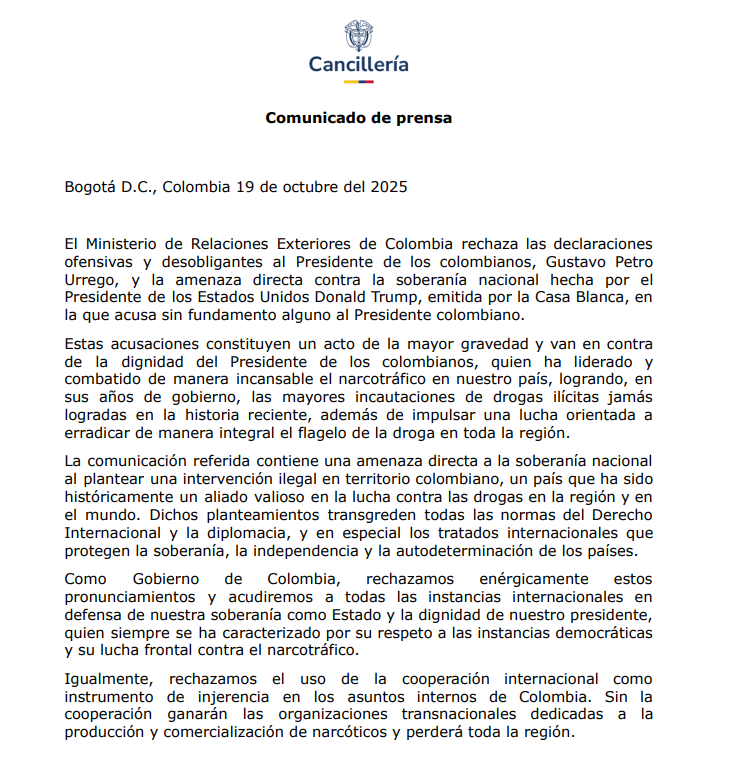 Cancillería
Comunicado de prensa
Bogotá D.C., Colombia 19 de octubre del 2025
El Ministerio de Relaciones Exteriores de Colombia rechaza las declaraciones
ofensivas y desobligantes al Presidente de los colombianos, Gustavo Petro
Urrego, y la amenaza directa contra la soberanía nacional hecha por el
Presidente de los Estados Unidos Donald Trump, emitida por la Casa Blanca, en
la que acusa sin fundamento alguno al Presidente colombiano.
Estas acusaciones constituyen un acto de la mayor gravedad y van en contra
de la dignidad del Presidente de los colombianos, quien ha liderado y
combatido de manera incansable el narcotráfico en nuestro país, logrando, en
sus años de gobierno, las mayores incautaciones de drogas ilícitas jamás
logradas en la historia reciente, además de impulsar una lucha orientada a
erradicar de manera integral el flagelo de la droga en toda la región.
La comunicación referida contiene una amenaza directa a la soberanía nacional
al plantear una intervención ilegal en territorio colombiano, un país que ha sido
históricamente un aliado valioso en la lucha contra las drogas en la región y en
el mundo. Dichos planteamientos transgreden todas las normas del Derecho
Internacional y la diplomacia, y en especial los tratados internacionales que
protegen la soberanía, la independencia y la autodeterminación de los países.
Como Gobierno de Colombia, rechazamos enérgicamente estos
pronunciamientos y acudiremos a todas las instancias internacionales en
defensa de nuestra soberanía como Estado y la dignidad de nuestro presidente,
quien siempre se ha caracterizado por su respeto a las instancias democráticas
y su lucha frontal contra el narcotráfico.
Igualmente, rechazamos el uso de la cooperación internacional como
instrumento de injerencia en los asuntos internos de Colombia. Sin la
cooperación ganarán las organizaciones transnacionales dedicadas a la
producción y comercialización de narcóticos y perderá toda la región.